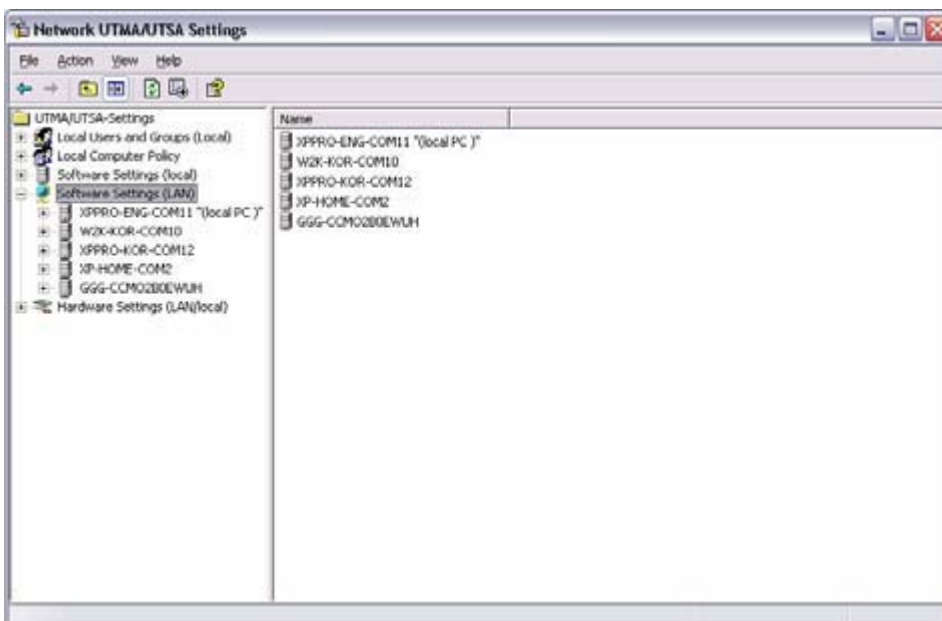 Network UTMA/UTSA Settings
File Action View Help
UTMA/UTSA-Settings
Local Users and Groups (Local)
Local Computer Policy
Software Settings (local)
Software Settings (LAN)
XPPRO-ENG-COM11 "(local PC )"
W2K-KOR-COM10
XPPRO-KOR-COM12
XP-HOME-COM2
GGG-CCMO2B0EWUH
Hardware Settings (LAN/local)
Name
XPPRO-ENG-COM11 "(local PC )"
W2K-KOR-COM10
XPPRO-KOR-COM12
XP-HOME-COM2
GGG-CCMO2B0EWUH